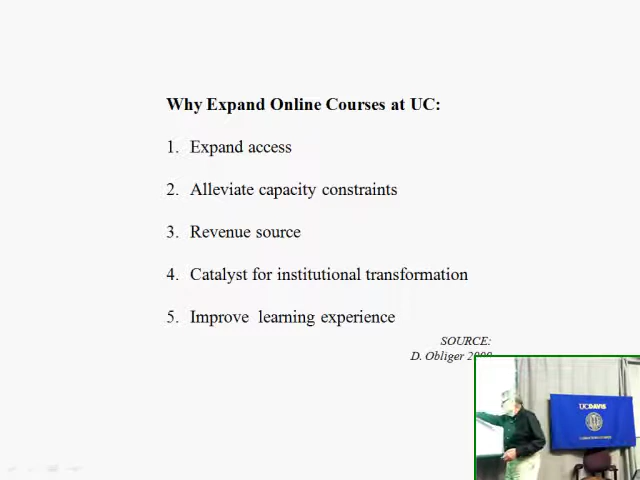 Why Expand Online Courses at UC:
1. Expand access
2. Alleviate capacity constraints
3. Revenue source
4. Catalyst for institutional transformation
5. Improve learning experience
SOURCE:
D. Obliger
UCDAVIS